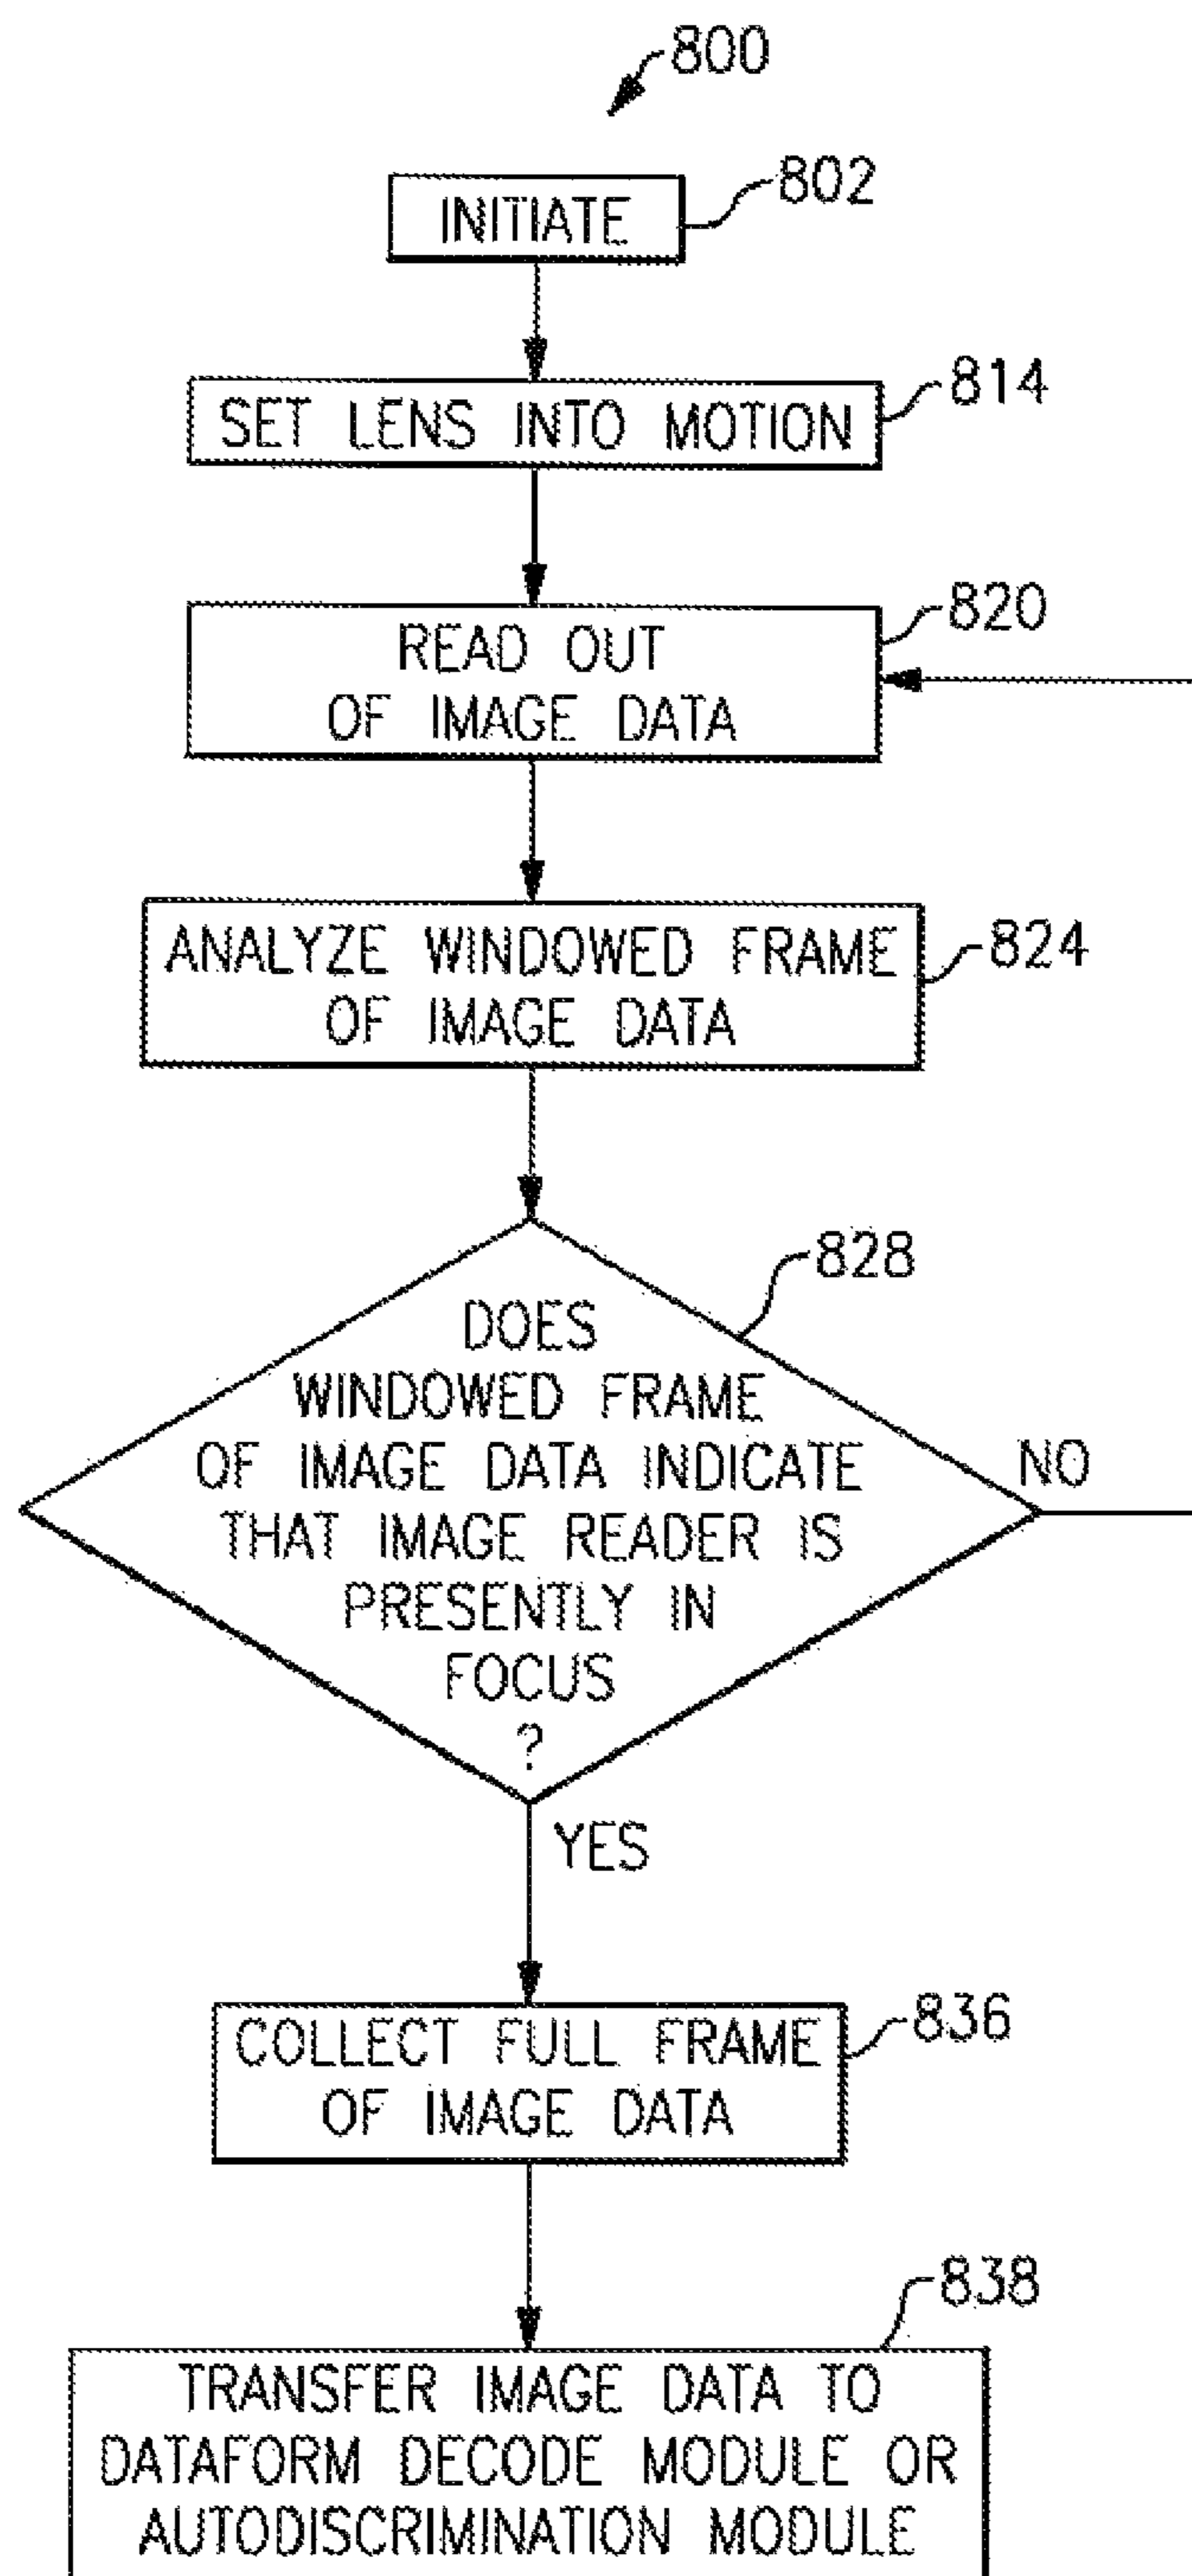 800
INITIATE
802
SET LENS INTO MOTION
814
READ OUT
OF IMAGE DATA
820
ANALYZE WINDOWED FRAME
OF IMAGE DATA
824
DOES
WINDOWED FRAME
OF IMAGE DATA INDICATE
THAT IMAGE READER IS
PRESENTLY IN
FOCUS
?
828
NO
YES
COLLECT FULL FRAME
OF IMAGE DATA
836
TRANSFER IMAGE DATA TO
DATAFORM DECODE MODULE OR
AUTODISCRIMINATION MODULE
838